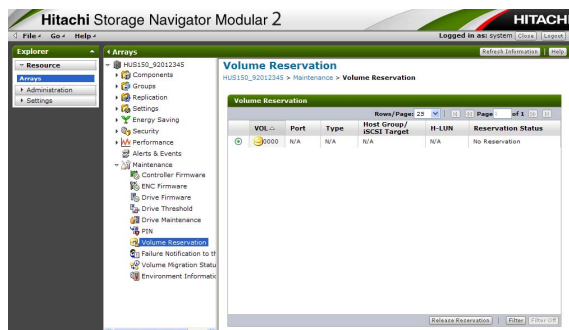 Hitachi Storage Navigator Modular 2
HITACHI
File Go Help
Logged in as: system Close Logout
Explorer
Arrays
Refresh Information Help
Resource
Arrays
Administration
Settings
HUS150_92012345
Components
Groups
Replication
Settings
Energy Saving
Security
Performance
Alerts & Events
Maintenance
Controller Firmware
ENC Firmware
Drive Firmware
Drive Threshold
Drive Maintenance
PIN
Volume Reservation
Failure Notification to th
Volume Migration Statu
Environment Informatic
Volume Reservation
HUS150_92012345 > Maintenance > Volume Reservation
Volume Reservation
Rows/Page: 25 Page 1 of 1
VOL Port Type Host Group/ iSCSI Target H-LUN Reservation Status
0000 N/A N/A N/A N/A No Reservation
Release Reservation Filter Filter Off